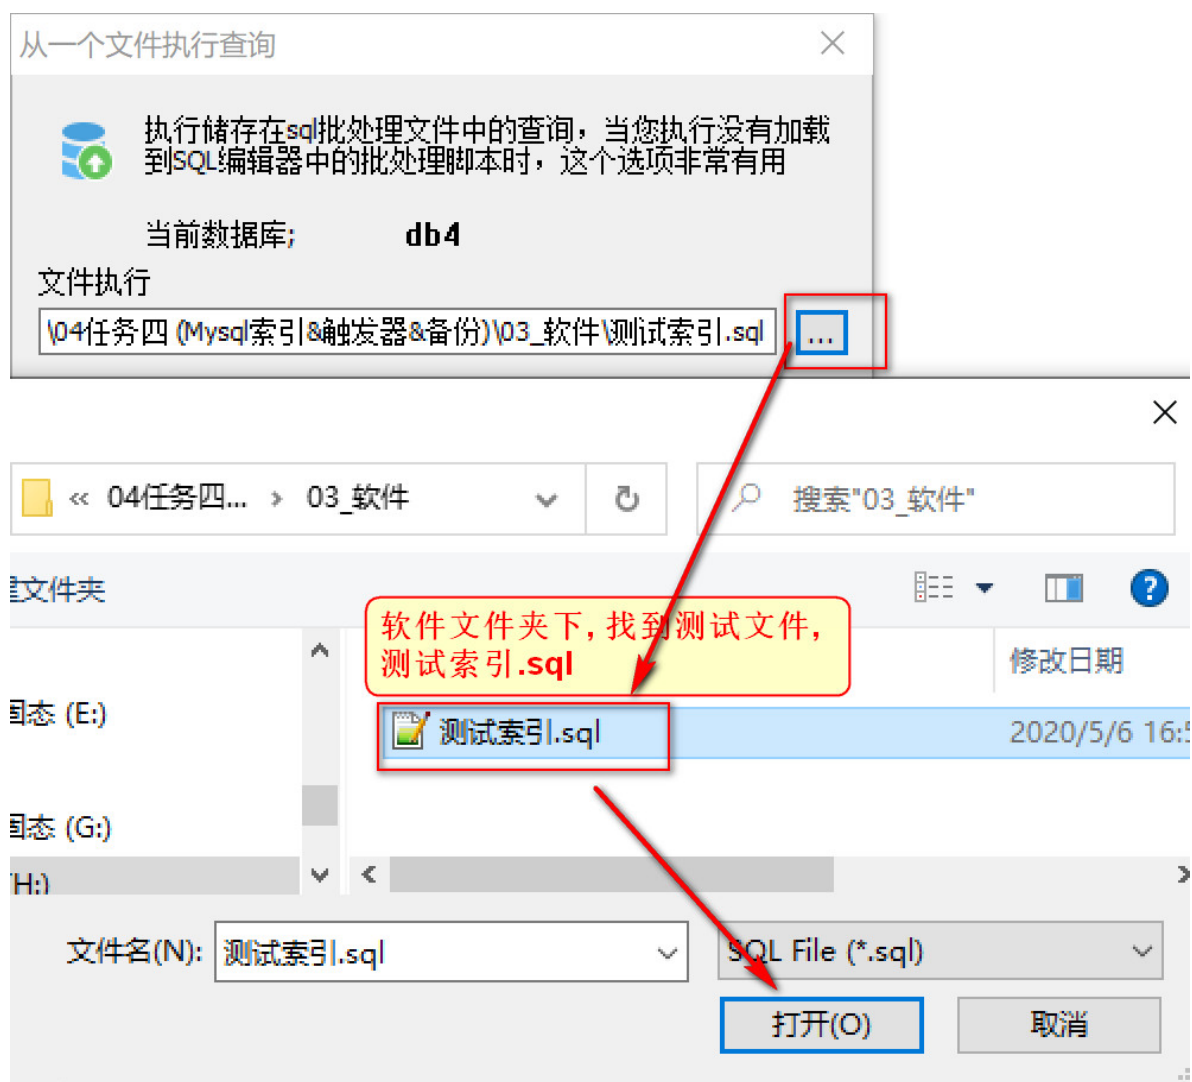 从一个文件执行查询
执行储存在sql批处理文件中的查询，当您执行没有加载
到SQL编辑器中的批处理脚本时，这个选项非常有用
当前数据库; db4
文件执行
\04任务四 (Mysql索引&触发器&备份)\03_软件\测试索引.sql ...
« 04任务四... › 03_软件
搜索"03_软件"
文件夹
软件文件夹下,找到测试文件,
测试索引.sql
修改日期
固态 (E:)
测试索引.sql 2020/5/6 16:5
固态 (G:)
H:)
文件名(N): 测试索引.sql SQL File (*.sql)
打开(O) 取消